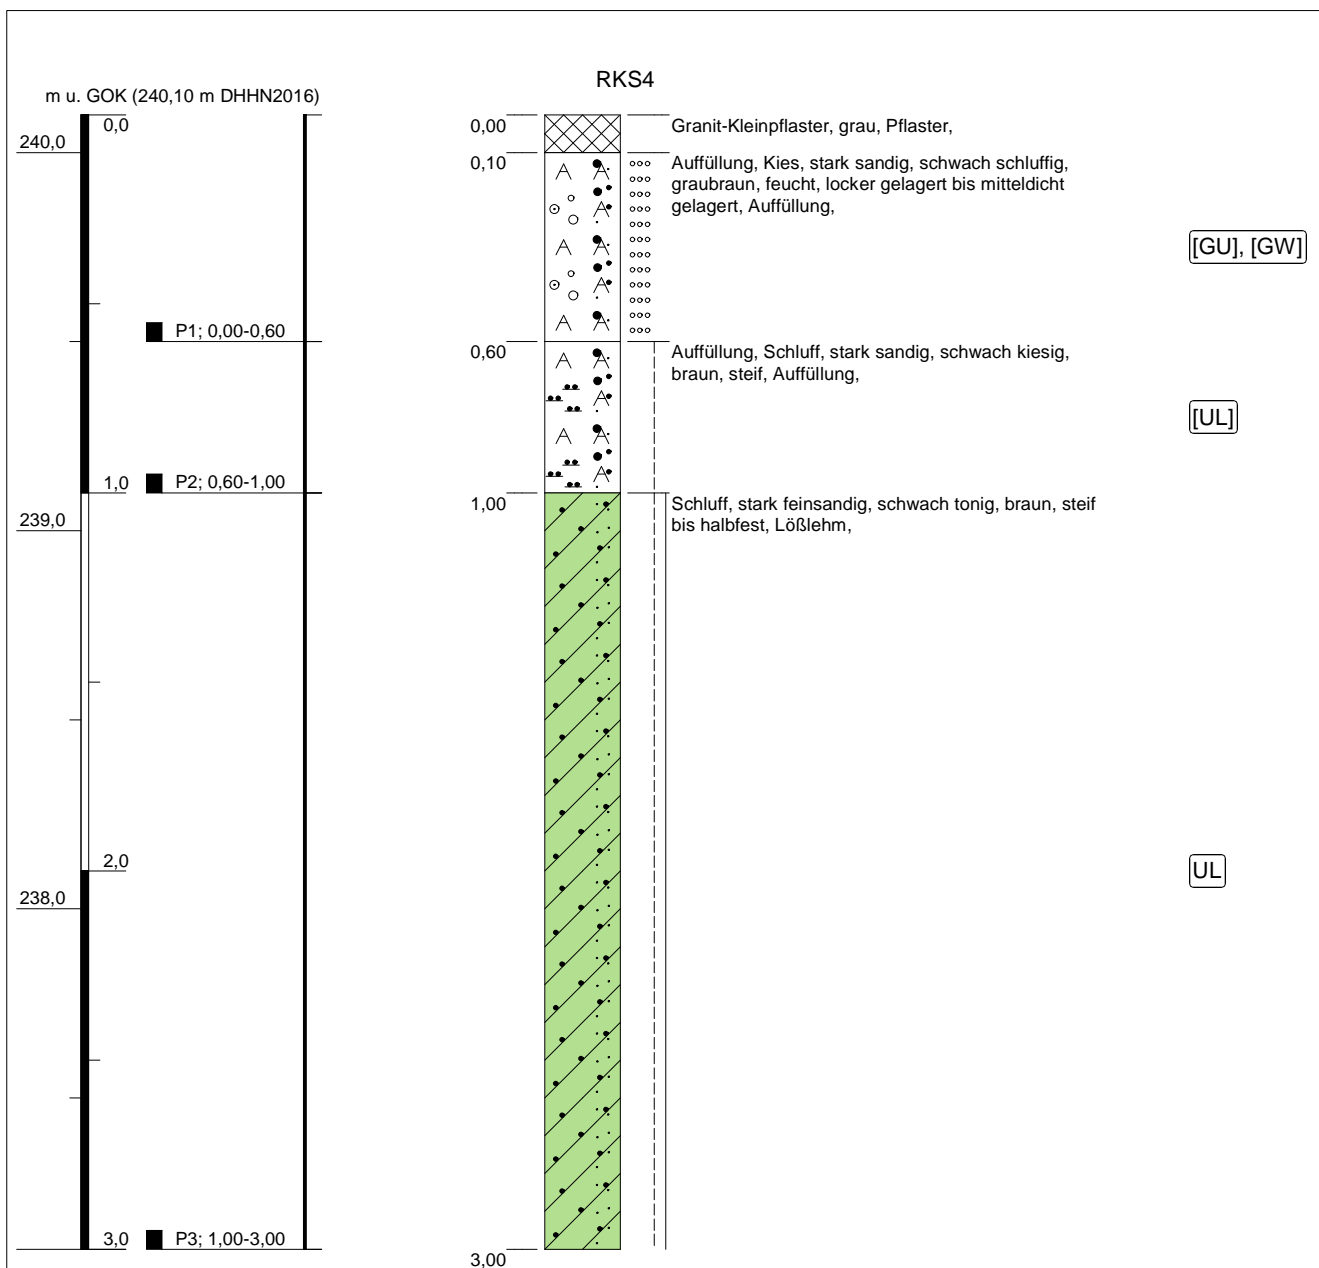 RKS4
m u. GOK (240,10 m DHHN2016)
0,0
0,00
Granit-Kleinpflaster, grau, Pflaster,
240,0
0,10
Auffüllung, Kies, stark sandig, schwach schluffig,
graubraun, feucht, locker gelagert bis mitteldicht
gelagert, Auffüllung,
[GU], [GW]
P1; 0,00-0,60
0,60
Auffüllung, Schluff, stark sandig, schwach kiesig,
braun, steif, Auffüllung,
[UL]
1,0
P2; 0,60-1,00
1,00
Schluff, stark feinsandig, schwach tonig, braun, steif
bis halbfest, Lößlehm,
239,0
2,0
UL
238,0
3,0
P3; 1,00-3,00
3,00